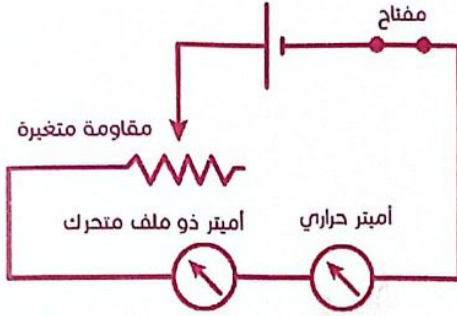 مفتاح
مقاومة متغيرة
أميتر حراري
أميتر ذو ملف متحرك